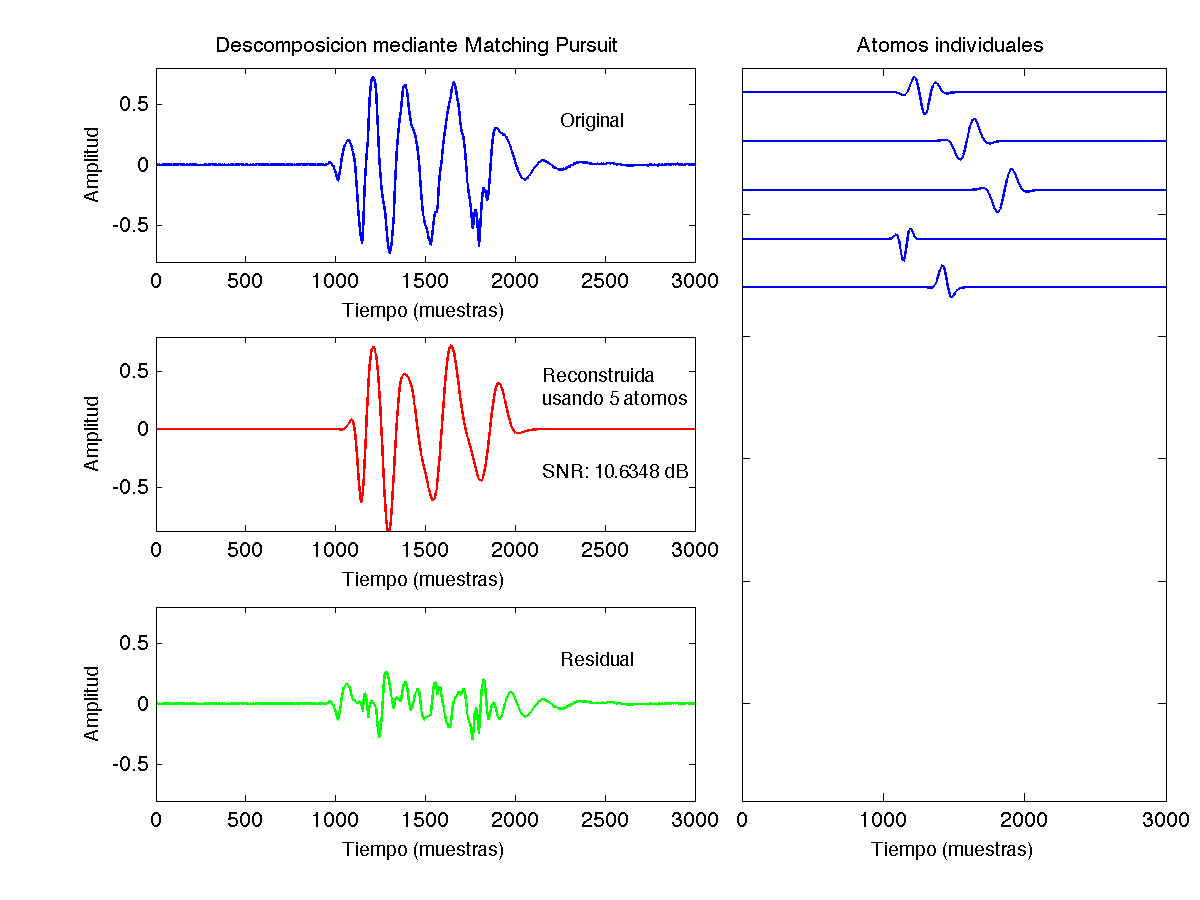 Descomposicion mediante Matching Pursuit
0.5
0
-0.5
Amplitud
Original
0 500 1000 1500 2000 2500 3000
Tiempo (muestras)
0.5
0
-0.5
Amplitud
Reconstruida
usando 5 atomos
SNR: 10.6348 dB
0 500 1000 1500 2000 2500 3000
Tiempo (muestras)
0.5
0
-0.5
Amplitud
Residual
0 500 1000 1500 2000 2500 3000
Tiempo (muestras)
Atomos individuales
0 1000 2000 3000
Tiempo (muestras)